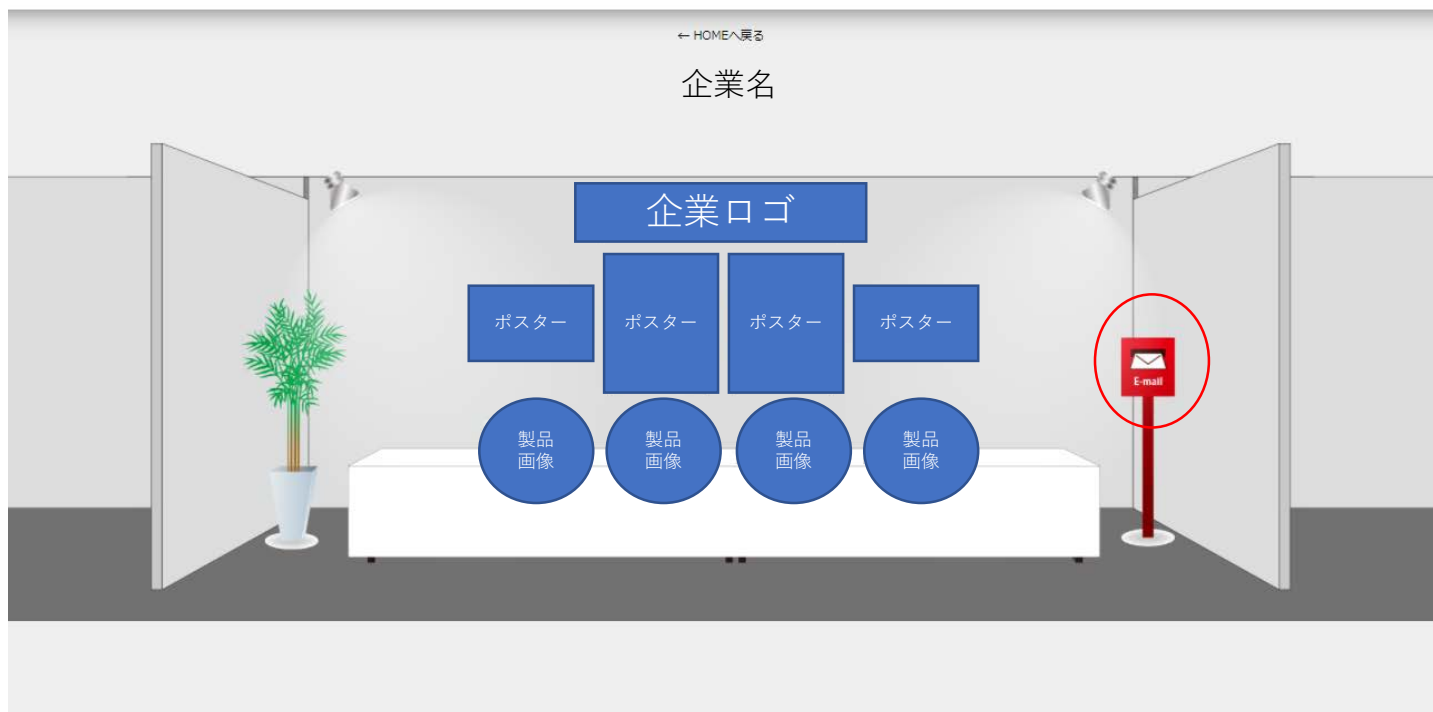 ← HOMEへ戻る
企業名
企業ロゴ
ポスター
ポスター
ポスター
ポスター
E-mail
製品
画像
製品
画像
製品
画像
製品
画像